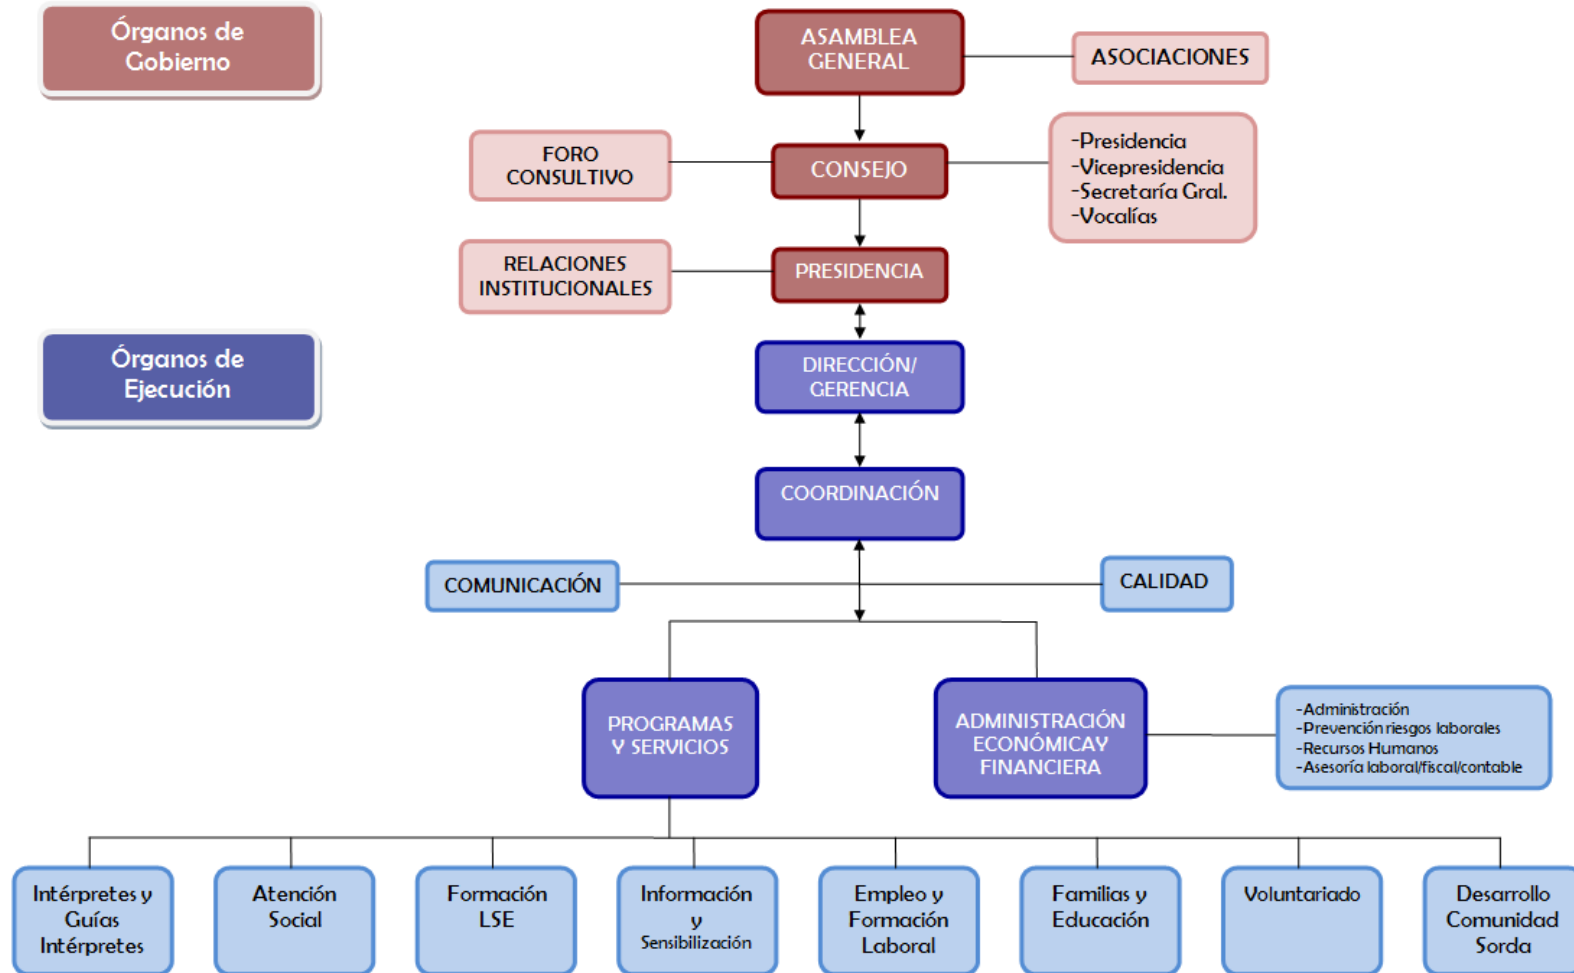 Órganos de
Gobierno
ASAMBLEA
GENERAL
ASOCIACIONES
FORO
CONSULTIVO
CONSEJO
-Presidencia
-Vicepresidencia
-Secretaría Gral.
-Vocalías
RELACIONES
INSTITUCIONALES
PRESIDENCIA
Órganos de
Ejecución
DIRECCIÓN/
GERENCIA
COORDINACIÓN
COMUNICACIÓN
CALIDAD
PROGRAMAS
Y SERVICIOS
ADMINISTRACIÓN
ECONÓMICAY
FINANCIERA
-Administración
-Prevención riesgos laborales
-Recursos Humanos
-Asesoría laboral/fiscal/contable
Intérpretes y
Guías
Intérpretes
Atención
Social
Formación
LSE
Información
y
Sensibilización
Empleo y
Formación
Laboral
Familias y
Educación
Voluntariado
Desarrollo
Comunidad
Sorda